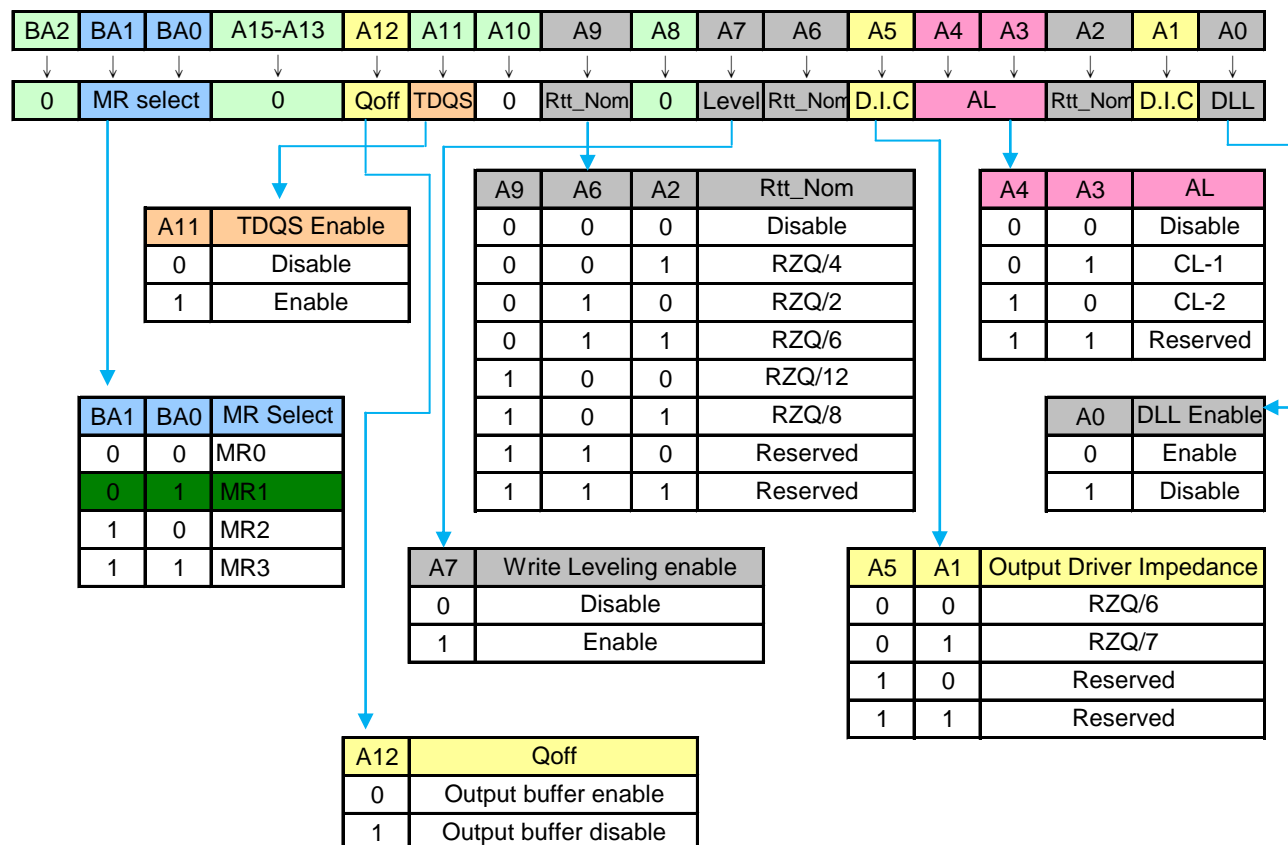 BA2 BA1 BA0 A15-A13 A12 A11 A10 A9 A8 A7 A6 A5 A4 A3 A2 A1 A0
0 MR select 0 Qoff TDQS 0 Rtt_Nom 0 Level Rtt_Nom D.I.C AL Rtt_Nom D.I.C DLL
A11 TDQS Enable
0 Disable
1 Enable
A9 A6 A2 Rtt_Nom
0 0 0 Disable
0 0 1 RZQ/4
0 1 0 RZQ/2
0 1 1 RZQ/6
1 0 0 RZQ/12
1 0 1 RZQ/8
1 1 0 Reserved
1 1 1 Reserved
A4 A3 AL
0 0 Disable
0 1 CL-1
1 0 CL-2
1 1 Reserved
BA1 BA0 MR Select
0 0 MR0
0 1 MR1
1 0 MR2
1 1 MR3
A0 DLL Enable
0 Enable
1 Disable
A7 Write Leveling enable
0 Disable
1 Enable
A5 A1 Output Driver Impedance
0 0 RZQ/6
0 1 RZQ/7
1 0 Reserved
1 1 Reserved
A12 Qoff
0 Output buffer enable
1 Output buffer disable